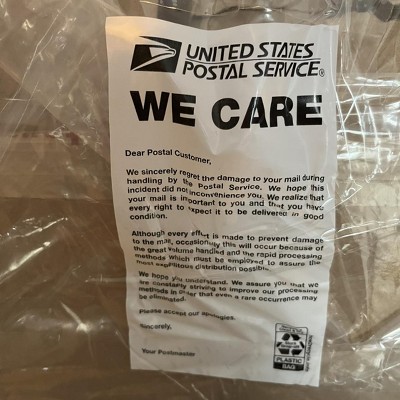 UNITED STATES
POSTAL SERVICE®
WE CARE
Dear Postal Customer,
We sincerely regret the damage to your mail during
handling by the Postal Service. We hope this
incident did not inconvenience you. We realize that
your mail is important to you and that you have
every right to expect it to be delivered in good
condition.
Although every effort is made to prevent damage
to the mail, occasionally this will occur because of
the great volume handled and the rapid processing
methods which must be employed to assure the
most expeditious distribution possible.
We hope you understand. We assure you that we
are constantly striving to improve our processing
methods in order that even a rare occurrence may
be eliminated.
Please accept our apologies.
Sincerely,
Your Postmaster
PLASTIC
BAG